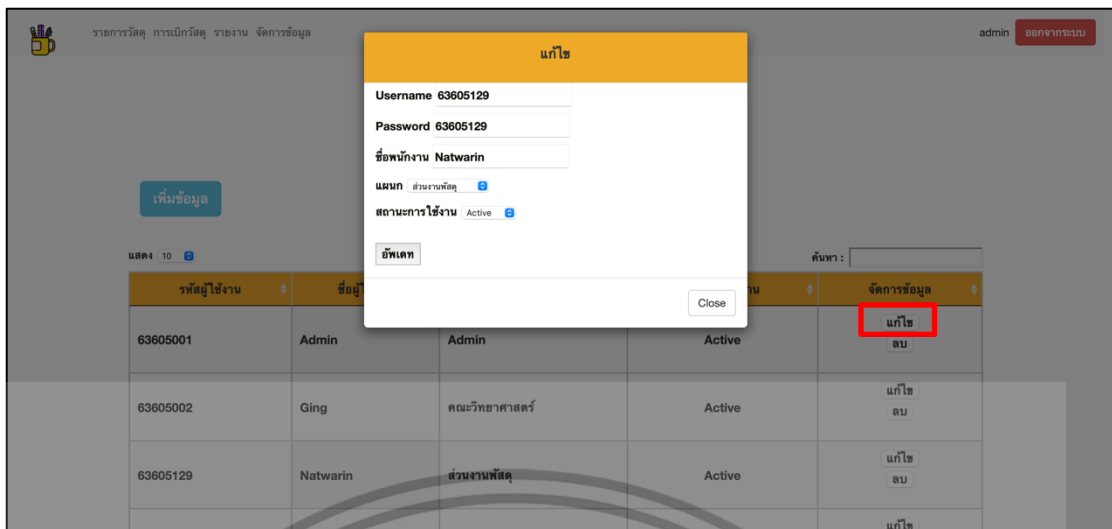 รายการวัสดุ การเบิกวัสดุ รายงาน จัดการข้อมูล
admin ออกจากระบบ
แก้ไข
Username 63605129
Password 63605129
ชื่อพนักงาน Natwarin
แผนก ส่วนงานพัสดุ
สถานะการใช้งาน Active
อัพเดท
Close
เพิ่มข้อมูล
แสดง 10
ค้นหา :
รหัสผู้ใช้งาน ชื่อผู้ จัดการข้อมูล
63605001 Admin Admin Active แก้ไข
ลบ
63605002 Ging คณะวิทยาศาสตร์ Active แก้ไข
ลบ
63605129 Natwarin ส่วนงานพัสดุ Active แก้ไข
ลบ
แก้ไข